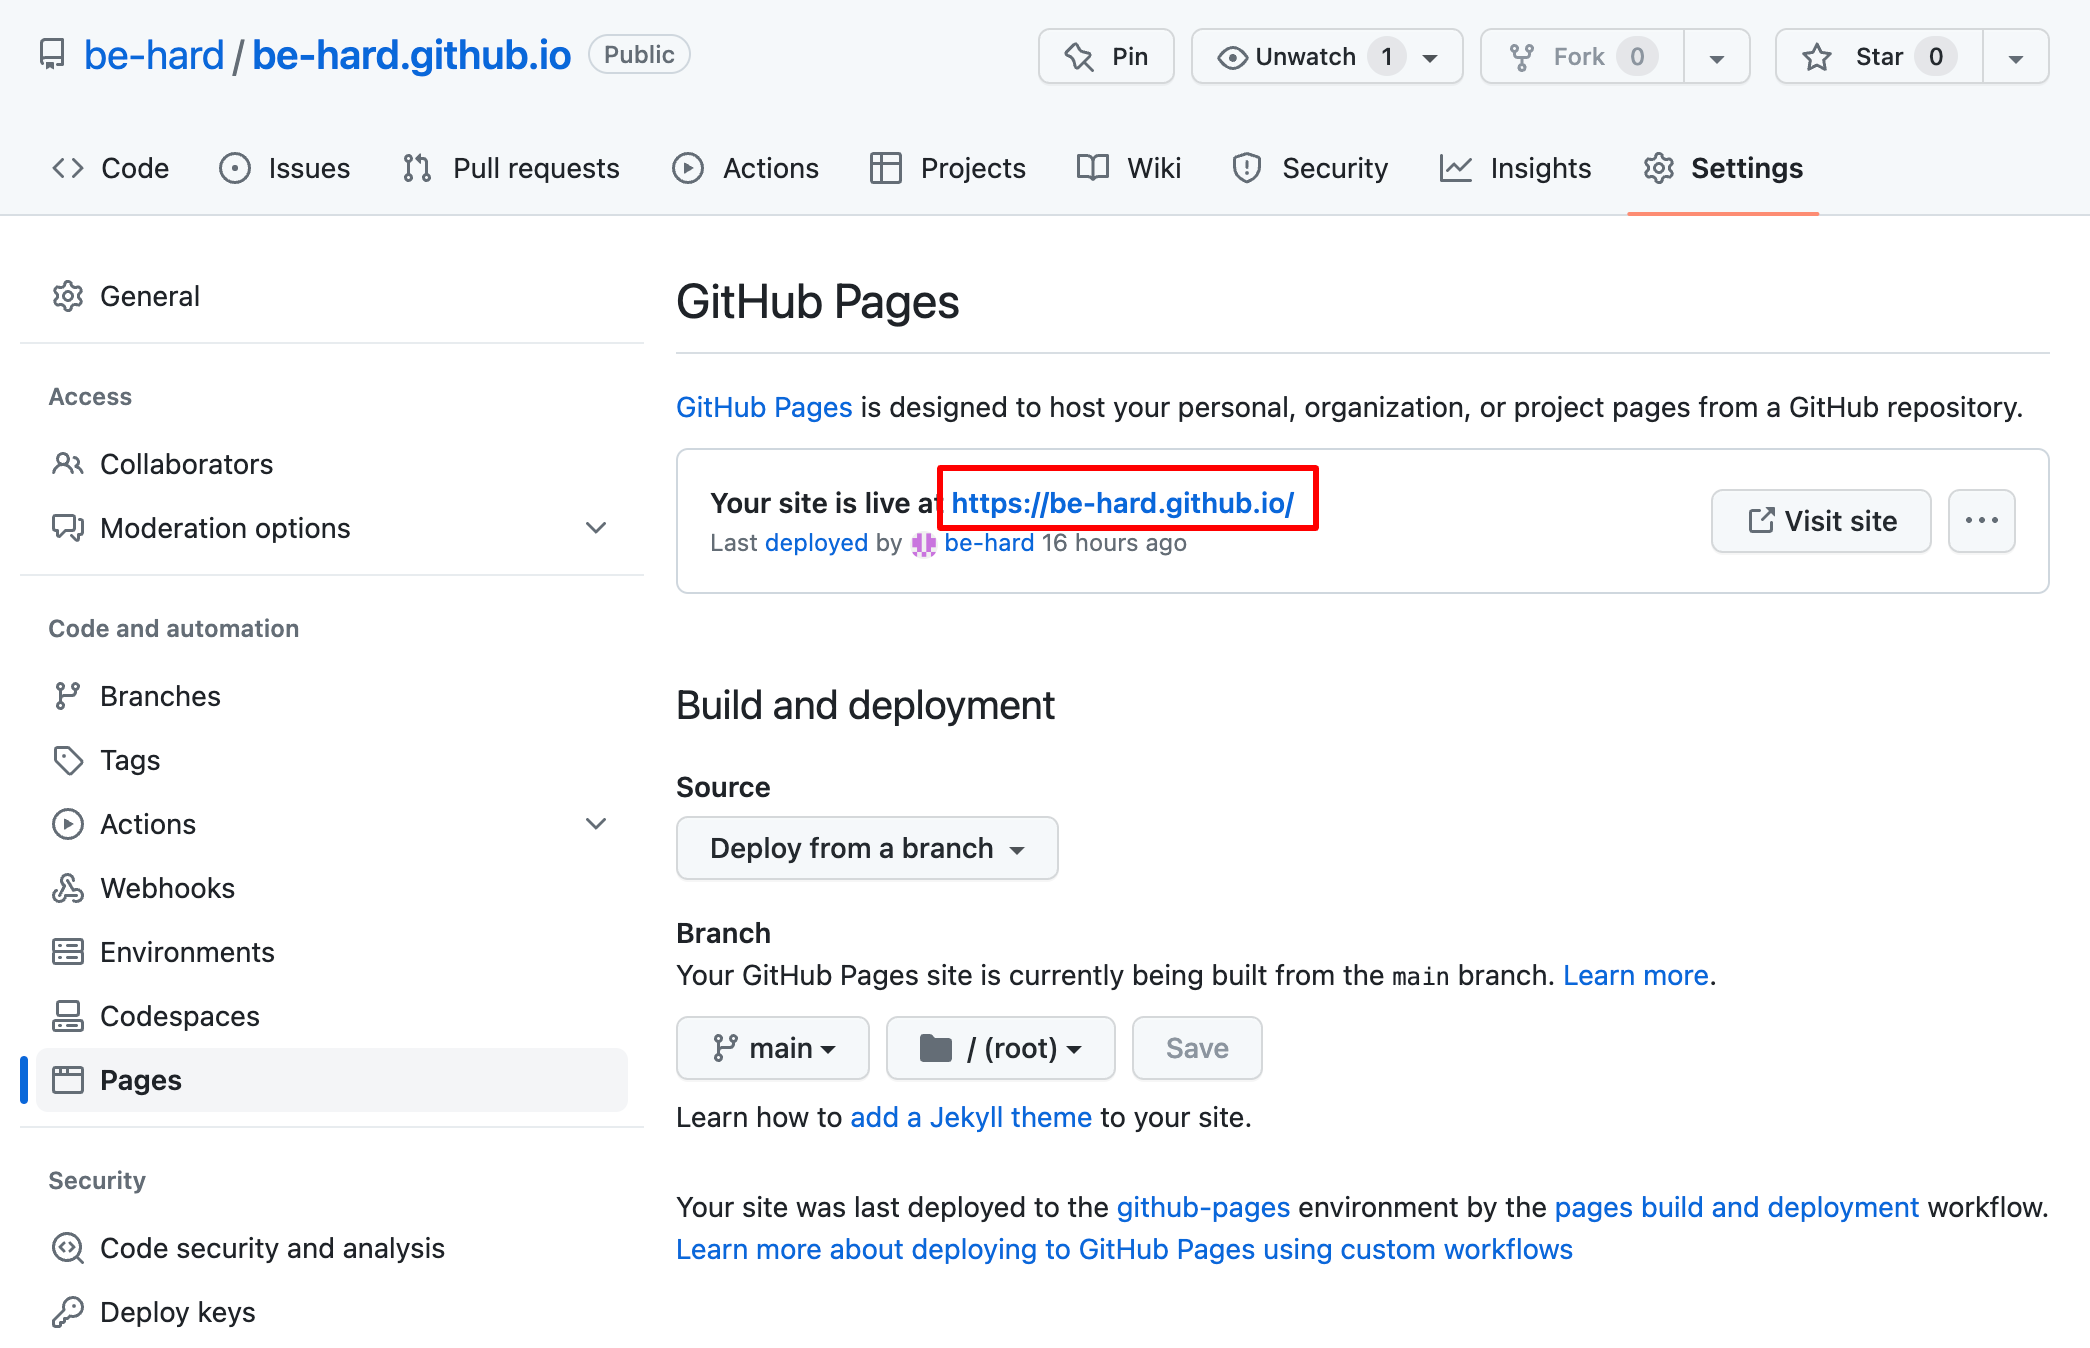 be-hard / be-hard.github.io Public
Pin
Unwatch 1
Fork 0
Star 0
Code
Issues
Pull requests
Actions
Projects
Wiki
Security
Insights
Settings
General
Access
Collaborators
Moderation options
Code and automation
Branches
Tags
Actions
Webhooks
Environments
Codespaces
Pages
Security
Code security and analysis
Deploy keys
GitHub Pages
GitHub Pages is designed to host your personal, organization, or project pages from a GitHub repository.
Your site is live at https://be-hard.github.io/
Last deployed by be-hard 16 hours ago
Visit site
Build and deployment
Source
Deploy from a branch
Branch
Your GitHub Pages site is currently being built from the main branch. Learn more.
main
/ (root)
Save
Learn how to add a Jekyll theme to your site.
Your site was last deployed to the github-pages environment by the pages build and deployment workflow.
Learn more about deploying to GitHub Pages using custom workflows